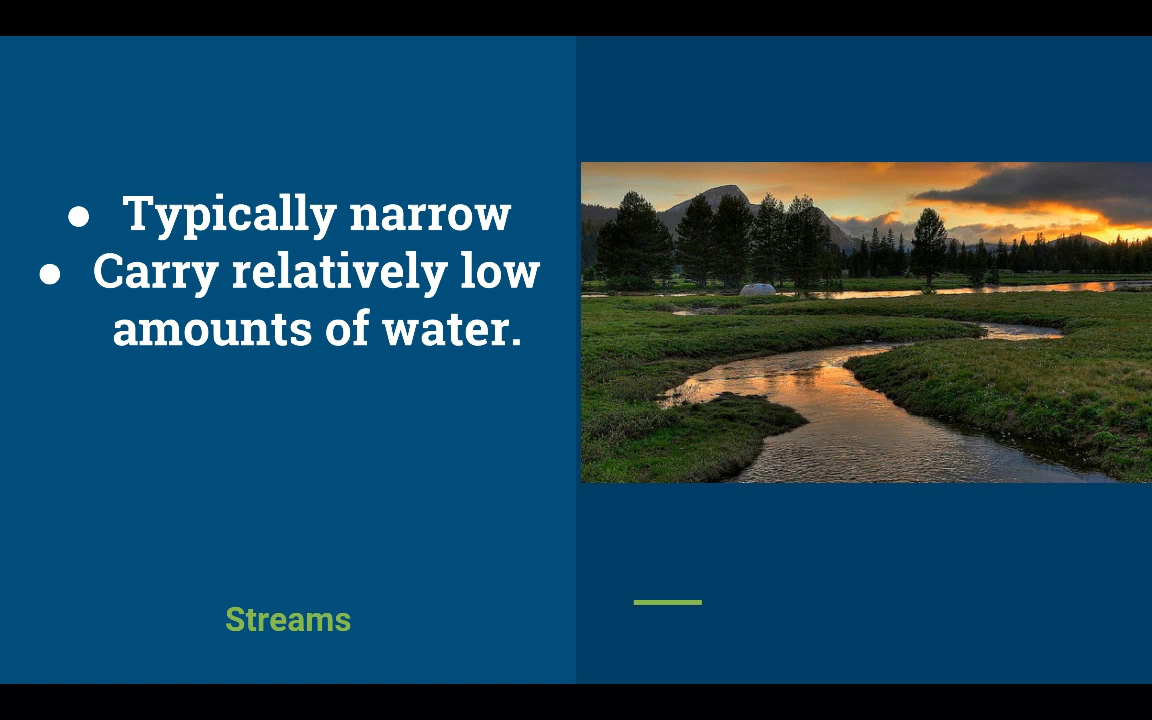 ● Typically narrow
● Carry relatively low
amounts of water.
Streams